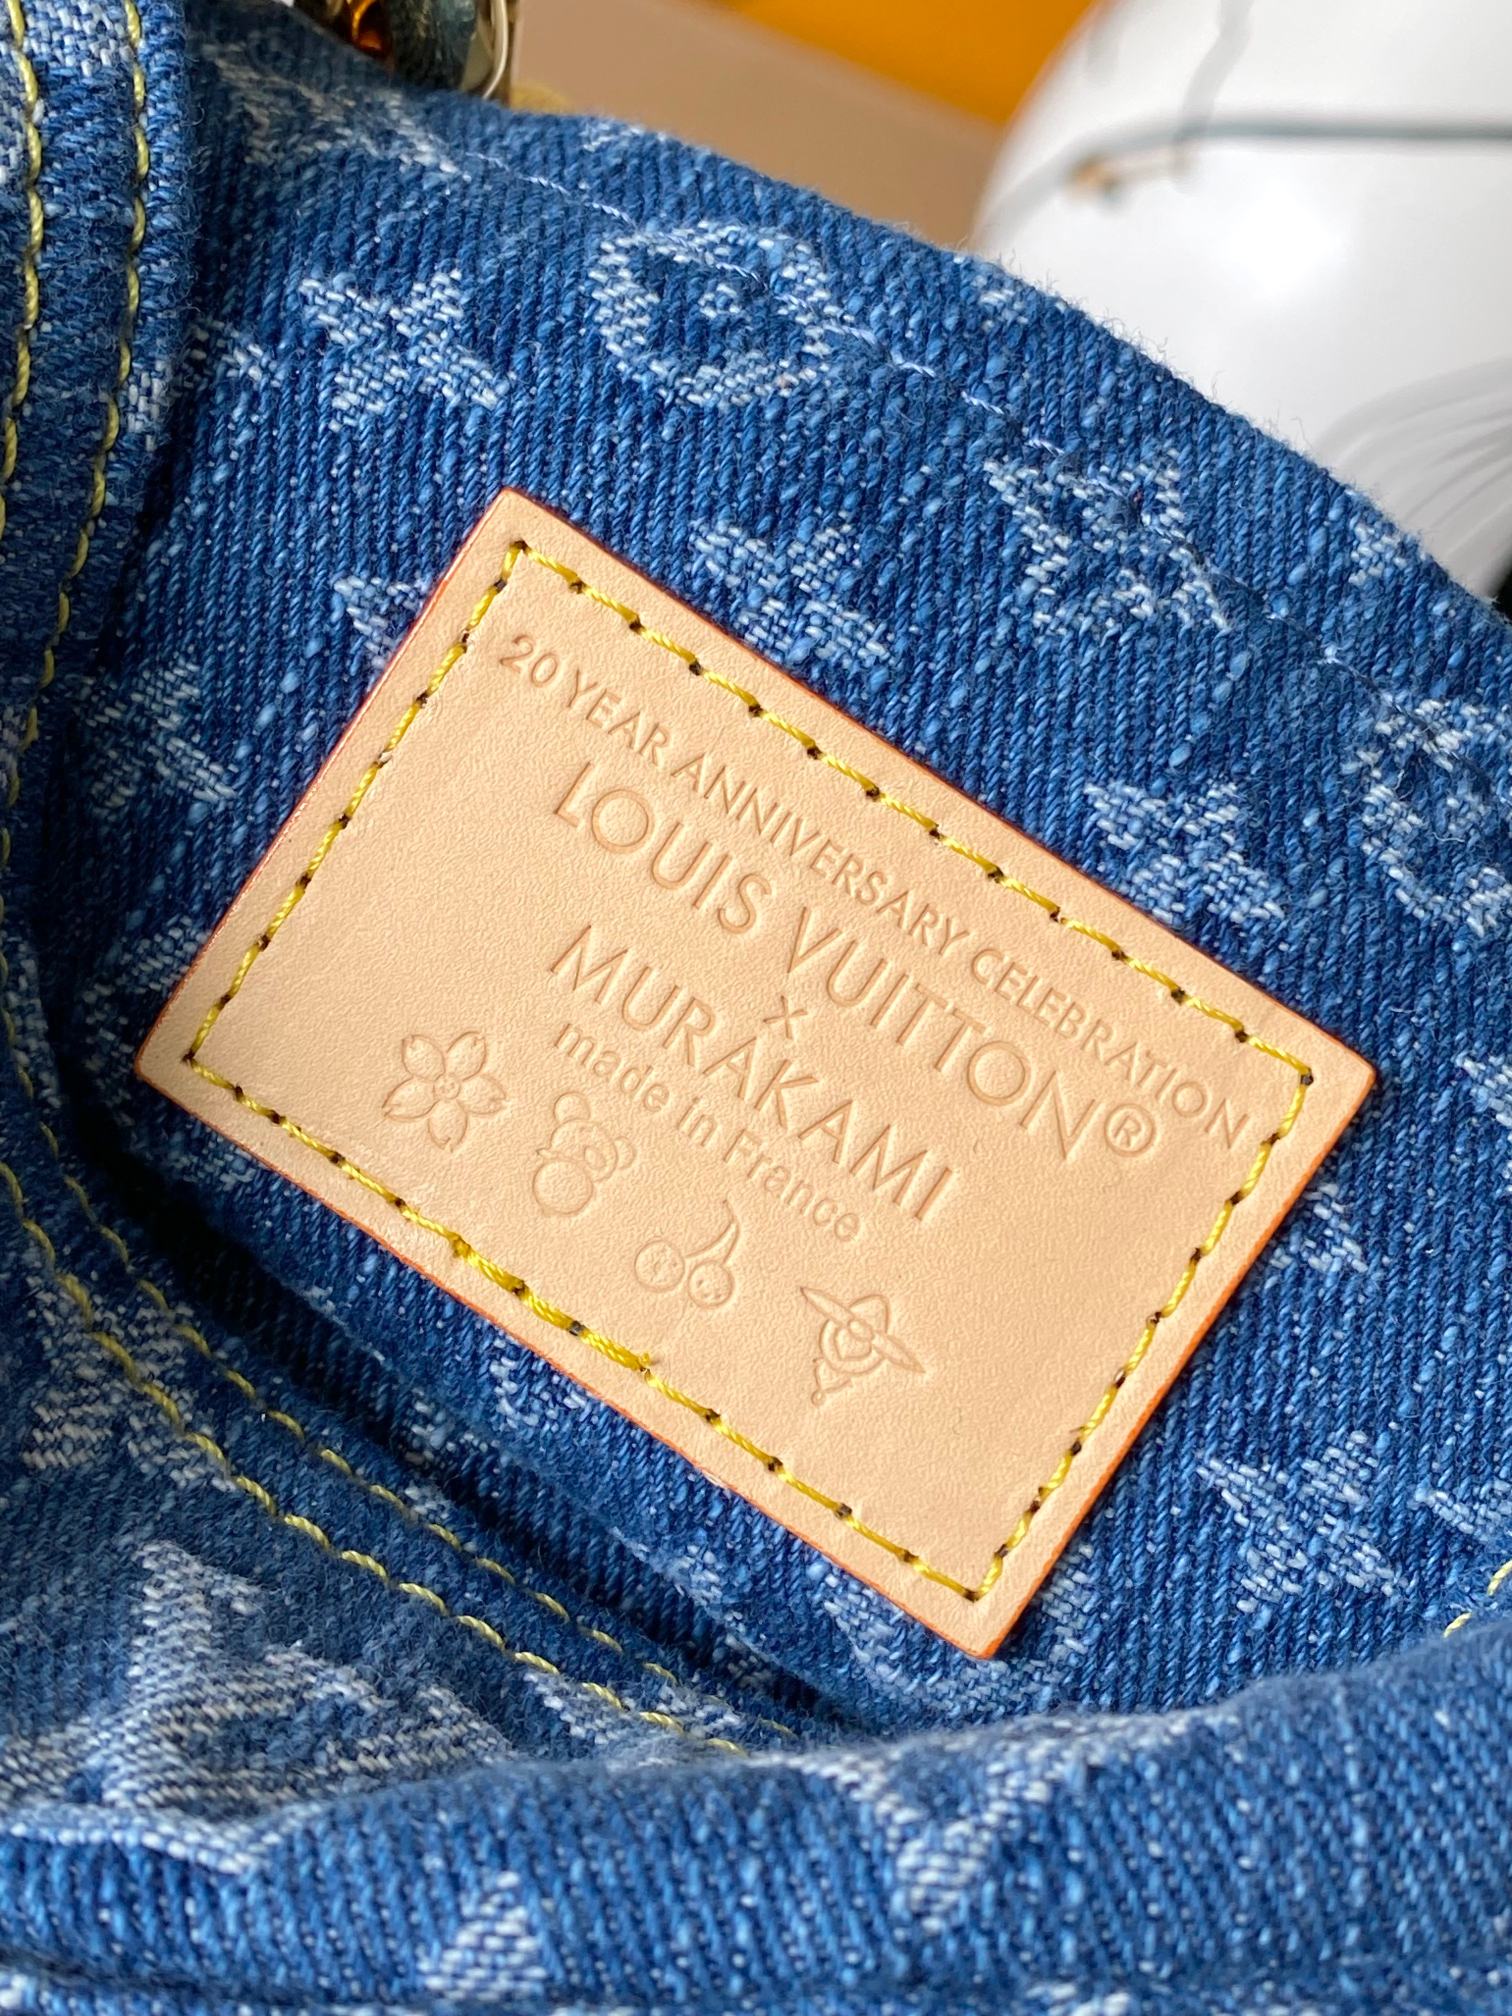 20 YEAR ANNIVERSARY CELEBRATION
LOUIS VUITTON®
x
MURAKAMI
made in France